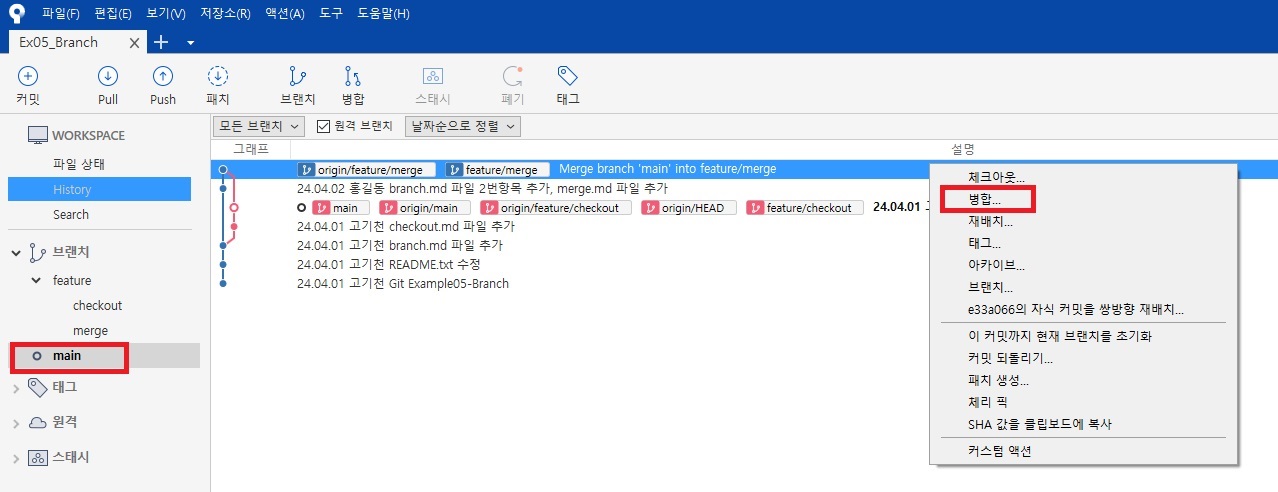 파일(F) 편집(E) 보기(V) 저장소(R) 액션(A) 도구 도움말(H)
Ex05_Branch
커밋 Pull Push 패치 브랜치 병합 스태시 폐기 태그
WORKSPACE
파일 상태
History
Search
브랜치
feature
checkout
merge
main
태그
원격
스태시
모든 브랜치 원격 브랜치 날짜순으로 정렬
그래프 설명
origin/feature/merge feature/merge Merge branch 'main' into feature/merge
24.04.02 홍길동 branch.md 파일 2번항목 추가, merge.md 파일 추가
main origin/main origin/feature/checkout origin/HEAD feature/checkout 24.04.01
24.04.01 고기천 checkout.md 파일 추가
24.04.01 고기천 branch.md 파일 추가
24.04.01 고기천 README.txt 수정
24.04.01 고기천 Git Example05-Branch
체크아웃...
병합...
재배치...
태그...
아카이브...
브랜치...
e33a066의 자식 커밋을 쌍방향 재배치...
이 커밋까지 현재 브랜치를 초기화
커밋 되돌리기...
패치 생성...
체리 픽
SHA 값을 클립보드에 복사
커스텀 액션